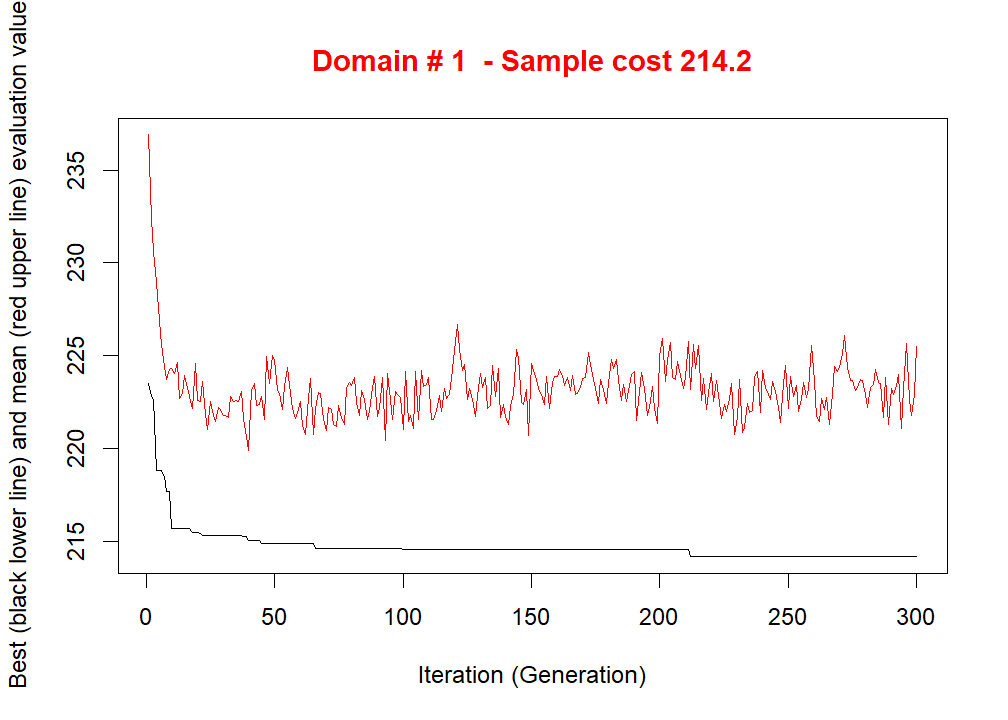 Domain # 1  - Sample cost 214.2
Best (black lower line) and mean (red upper line) evaluation value
235
230
225
220
215
0 50 100 150 200 250 300
Iteration (Generation)